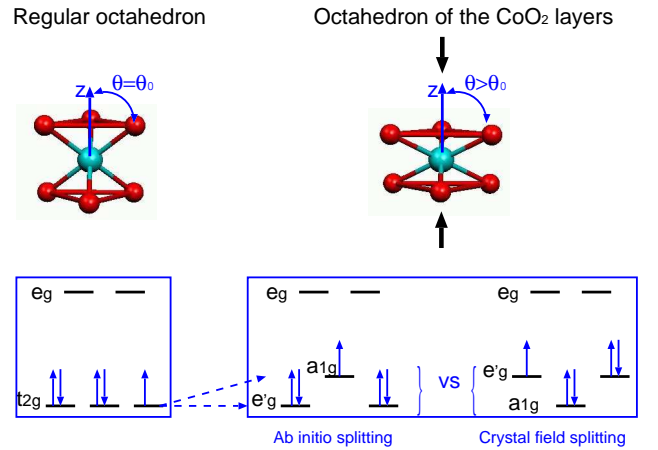 Regular octahedron
Octahedron of the CoO₂ layers
z
θ=θ₀
z
θ>θ₀
eg
t2g
eg
a1g
e'g
vs
eg
e'g
a1g
Ab initio splitting
Crystal field splitting